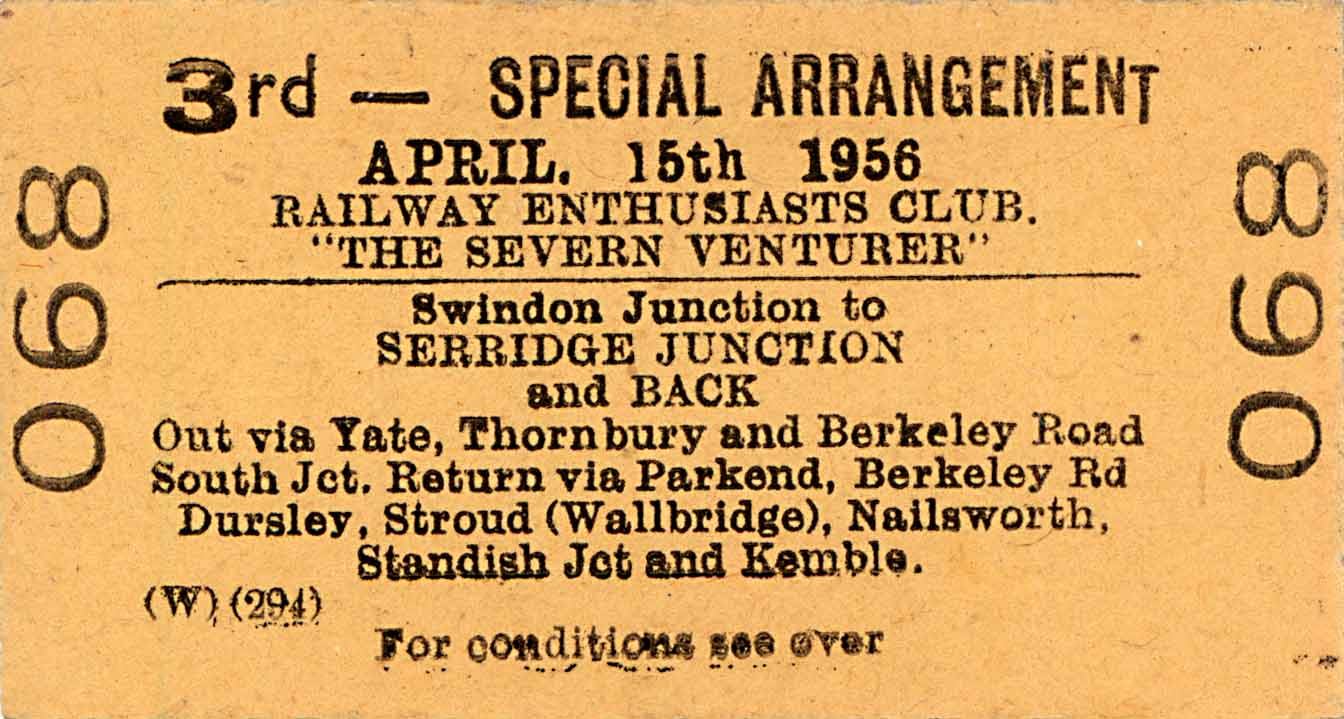 3rd — SPECIAL ARRANGEMENT
APRIL. 15th 1956
RAILWAY ENTHUSIASTS CLUB.
"THE SEVERN VENTURER"
Swindon Junction to
SERRIDGE JUNCTION
and BACK
Out via Yate, Thornbury and Berkeley Road
South Jct. Return via Parkend, Berkeley Rd
Dursley, Stroud (Wallbridge), Nailsworth,
Standish Jct and Kemble.
(W) (294)
For conditions see over
068
068